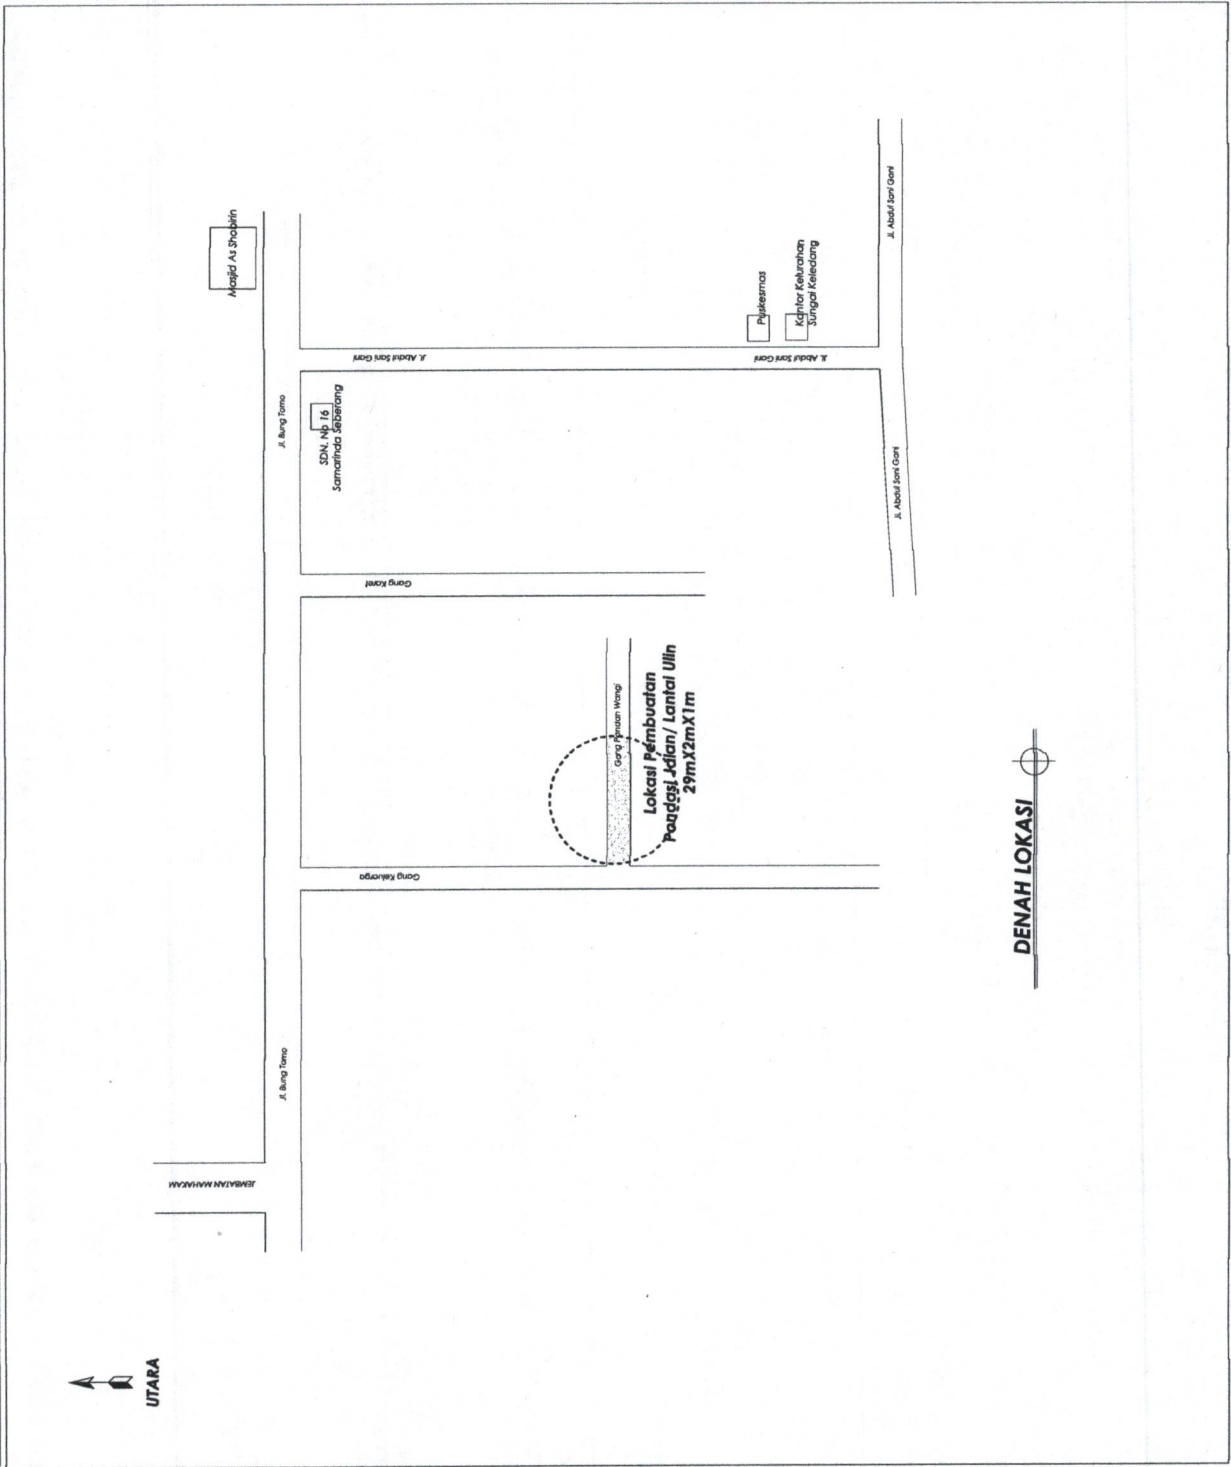 UTARA
JEMBATAN MAHAKAM
Masjid As Shobirin
Jl. Bung Tomo
Jl. Bung Tomo
SDN. No 16
Samarinda Seberang
Jl. Abdul Sani Gani
Gang Karet
Gang Keluarga
Gang Pandan Wangi
Lokasi Pembuatan
Pondasi Jalan/ Lantai Ulin
29mX2mX1m
Puskesmas
Kantor Kelurahan
Sungai Keledang
Jl. Abdul Sani Gani
Jl. Abdul Sani Gani
Jl. Abdul Sani Gani
DENAH LOKASI